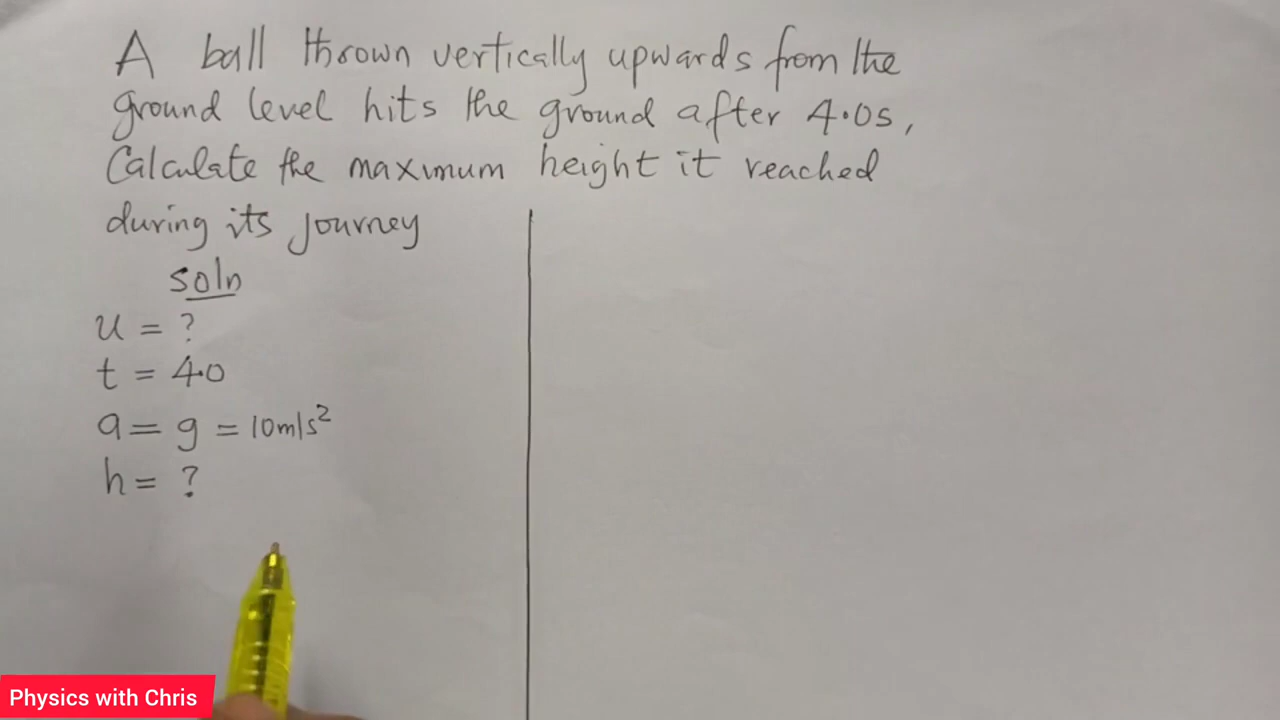 A ball thrown vertically upwards from the
ground level hits the ground after 4.0s,
Calculate the maximum height it reached
during its journey
soln
u = ?
t = 4.0
a = g = 10m/s²
h = ?
Physics with Chris